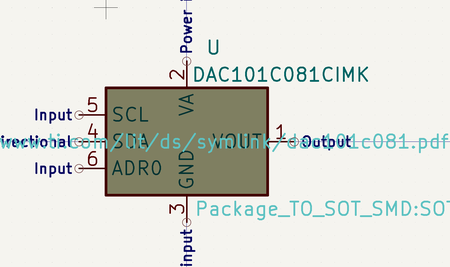 Power i
U
2
DAC101C081CIMK
VA
Input 5 SCL
irectional 4 SDA VOUT 1 Output
www.ti.com/lit/ds/symlink/dac101c081.pdf
Input 6 ADR0
GND
3
Package_TO_SOT_SMD:SOT
input